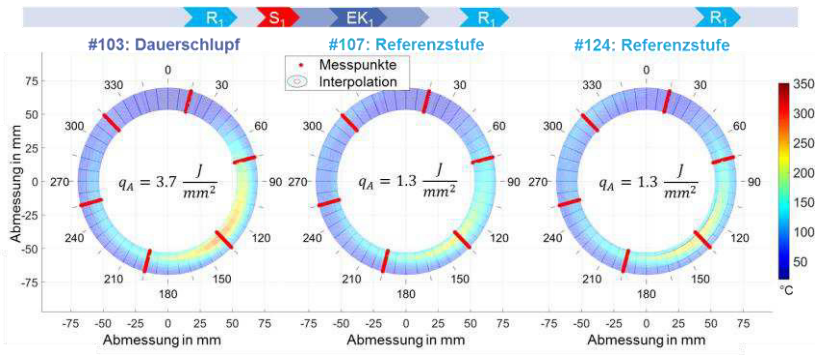 R1 S1 EK1 R1 R1
#103: Dauerschlupf #107: Referenzstufe #124: Referenzstufe
Messpunkte
Interpolation
0 30 60 90 120 150 180 210 240 270 300 330
0 30 60 90 120 150 180 210 240 270 300 330
0 30 60 90 120 150 180 210 240 270 300 330
qA = 3.7 J/mm²
qA = 1.3 J/mm²
qA = 1.3 J/mm²
Abmessung in mm
75
50
25
0
-25
-50
-75
350
300
250
200
150
100
50
°C
-75 -50 -25 0 25 50 75 -75 -50 -25 0 25 50 75 -75 -50 -25 0 25 50 75
Abmessung in mm Abmessung in mm Abmessung in mm